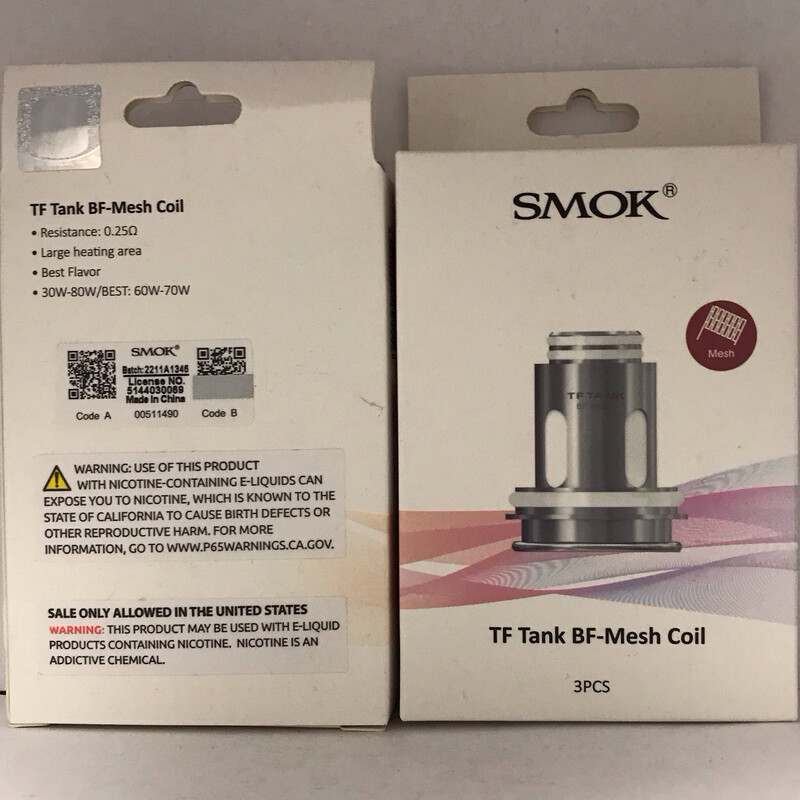 TF Tank BF-Mesh Coil
• Resistance: 0.25Ω
• Large heating area
• Best Flavor
• 30W-80W/BEST: 60W-70W
SMOK®
Batch:2211A1346
License NO.
5144030069
Made in China
Code A 00511490 Code B
WARNING: USE OF THIS PRODUCT
WITH NICOTINE-CONTAINING E-LIQUIDS CAN
EXPOSE YOU TO NICOTINE, WHICH IS KNOWN TO THE
STATE OF CALIFORNIA TO CAUSE BIRTH DEFECTS OR
OTHER REPRODUCTIVE HARM. FOR MORE
INFORMATION, GO TO WWW.P65WARNINGS.CA.GOV.
SALE ONLY ALLOWED IN THE UNITED STATES
WARNING: THIS PRODUCT MAY BE USED WITH E-LIQUID
PRODUCTS CONTAINING NICOTINE. NICOTINE IS AN
ADDICTIVE CHEMICAL.
SMOK®
Mesh
TF TANK
TF Tank BF-Mesh Coil
3PCS